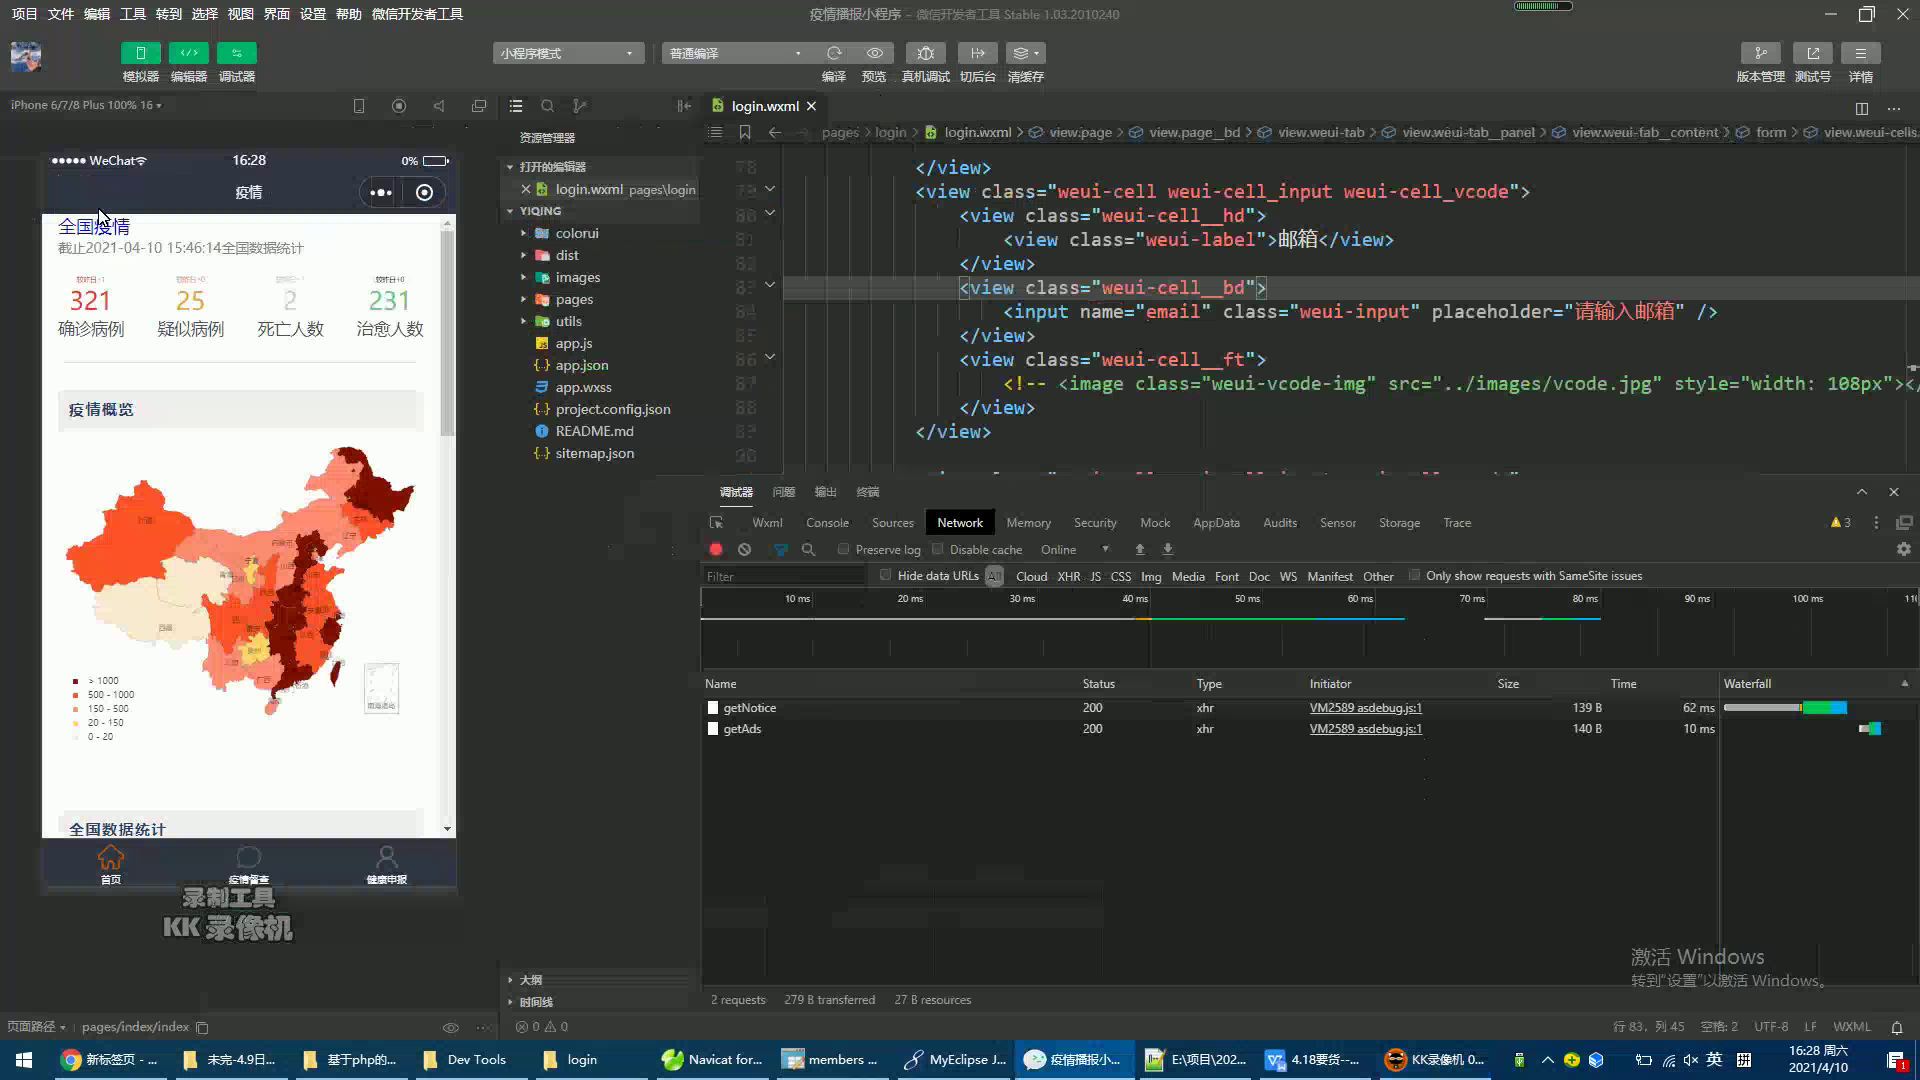 项目 文件 编辑 工具 转到 选择 视图 界面 设置 帮助 微信开发者工具
疫情播报小程序 - 微信开发者工具 Stable 1.03.2010240
小程序模式
普通编译
模拟器 编辑器 调试器
编译 预览 真机调试 切后台 清缓存
版本管理 测试号 详情
iPhone 6/7/8 Plus 100% 16
login.wxml
资源管理器
pages > login > login.wxml > view.page > view.page__bd > view.weui-tab > view.weui-tab__panel > view.weui-tab__content > form > view.weui-cells
打开的编辑器
login.wxml pages\login
YIQING
colorui
dist
images
pages
utils
app.js
app.json
app.wxss
project.config.json
README.md
sitemap.json
大纲
时间线
WeChat
16:28
0%
疫情
全国疫情
截止2021-04-10 15:46:14全国数据统计
321 25 2 231
确诊病例 疑似病例 死亡人数 治愈人数
疫情概览
> 1000
500 - 1000
150 - 500
20 - 150
0 - 20
南海诸岛
全国数据统计
首页 疫情督查 健康申报
录制工具
KK 录像机
78 </view>
79 <view class="weui-cell weui-cell_input weui-cell_vcode">
80 <view class="weui-cell__hd">
81 <view class="weui-label">邮箱</view>
82 </view>
83 <view class="weui-cell__bd">
84 <input name="email" class="weui-input" placeholder="请输入邮箱" />
85 </view>
86 <view class="weui-cell__ft">
87 <!-- <image class="weui-vcode-img" src="../images/vcode.jpg" style="width: 108px"></
88 </view>
89 </view>
90
调试器 问题 输出 终端
Wxml Console Sources Network Memory Security Mock AppData Audits Sensor Storage Trace
3
Preserve log Disable cache Online
Filter Hide data URLs All Cloud XHR JS CSS Img Media Font Doc WS Manifest Other Only show requests with SameSite issues
10 ms 20 ms 30 ms 40 ms 50 ms 60 ms 70 ms 80 ms 90 ms 100 ms
Name Status Type Initiator Size Time Waterfall
getNotice 200 xhr VM2589 asdebug.js:1 139 B 62 ms
getAds 200 xhr VM2589 asdebug.js:1 140 B 10 ms
2 requests 279 B transferred 27 B resources
激活 Windows
转到"设置"以激活 Windows。
页面路径 pages/index/index
0 0
行 83，列 45 空格: 2 UTF-8 LF WXML
新标签页 - ... 未完-4.9日... 基于php的... Dev Tools login Navicat for... members ... MyEclipse J... 疫情播报小... E:\项目\202... 4.18要货--... KK录像机 0...
英
16:28 周六
2021/4/10
1